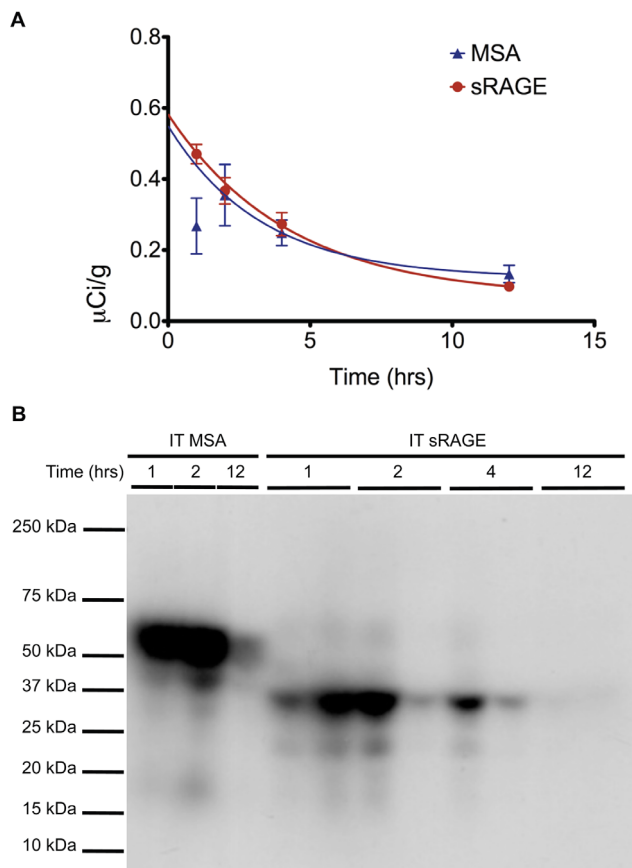 A
0.8
0.6
0.4
0.2
0.0
μCi/g
0 5 10 15
Time (hrs)
MSA
sRAGE
B
IT MSA IT sRAGE
Time (hrs) 1 2 12 1 2 4 12
250 kDa
75 kDa
50 kDa
37 kDa
25 kDa
20 kDa
15 kDa
10 kDa